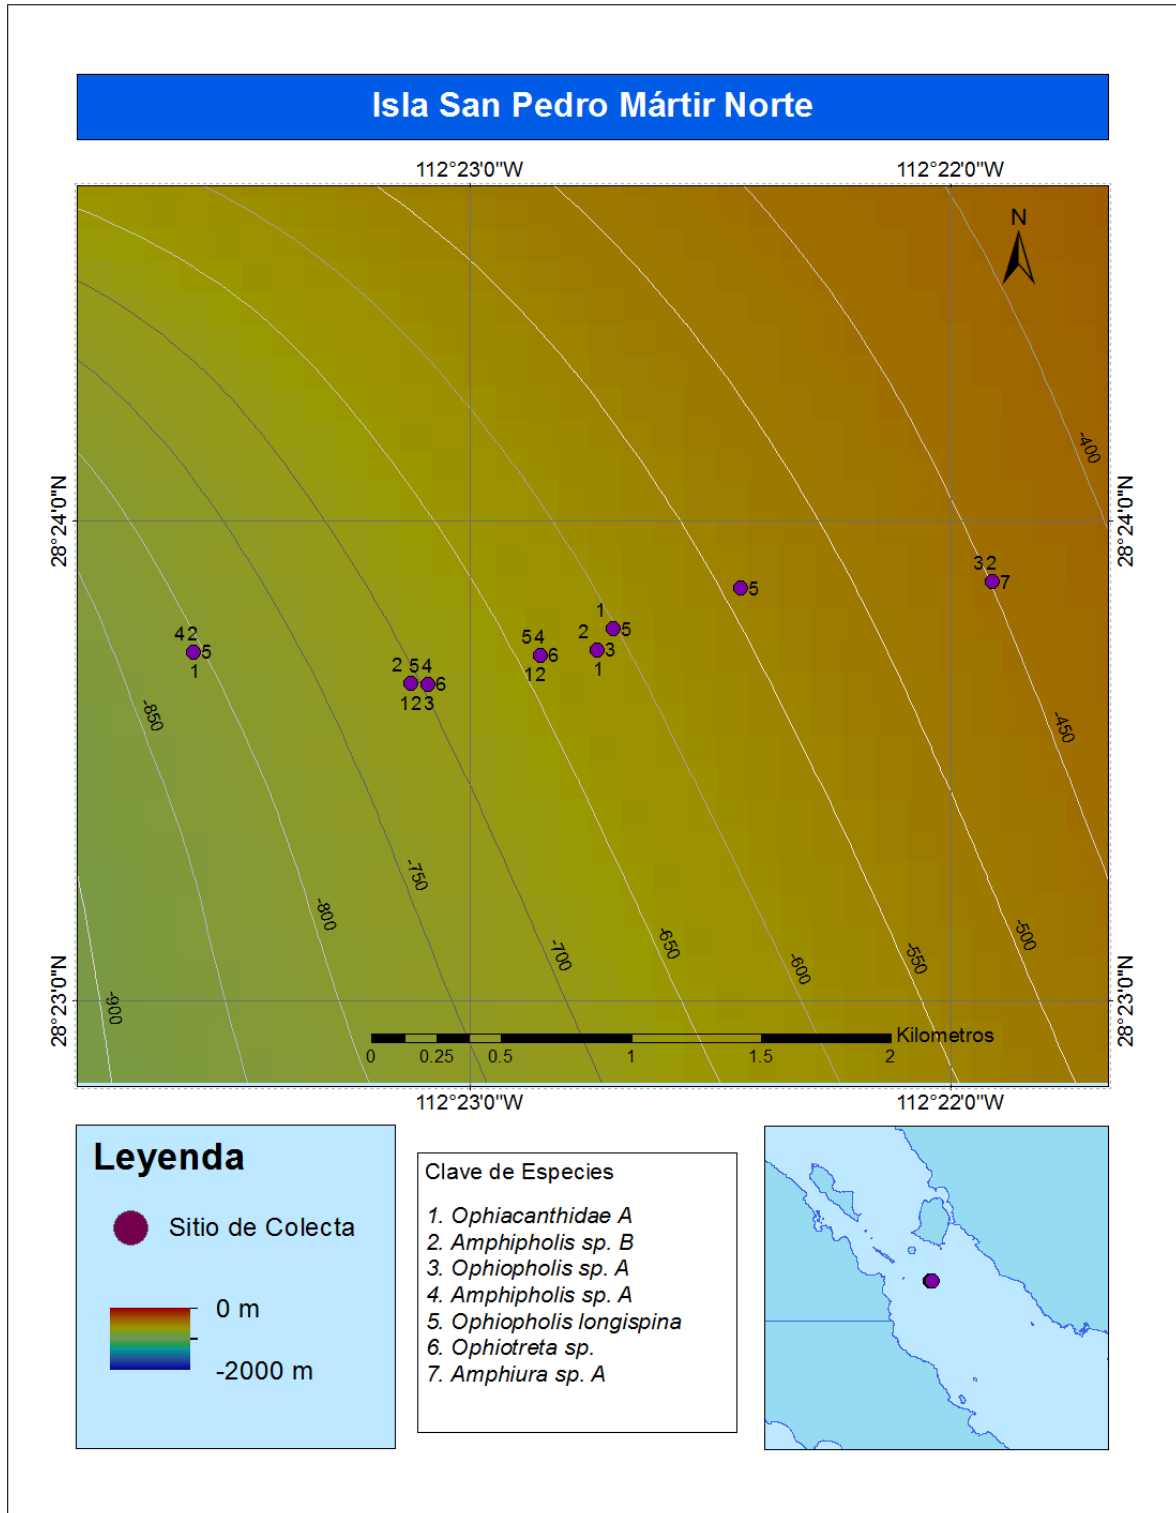 Isla San Pedro Mártir Norte
112°23'0"W 112°22'0"W
N
-400
28°24'0"N 28°24'0"N
3 2
7
5
1
5
2
3
1
5 4
6
1 2
4 2
5
1
2 5 4
6
1 2 3
-850
-450
-750
-800
-700
-650
-600
-550
-500
-900
28°23'0"N 28°23'0"N
Kilometros
0 0.25 0.5 1 1.5 2
112°23'0"W 112°22'0"W
Leyenda
Sitio de Colecta
0 m
-2000 m
Clave de Especies
1. Ophiacanthidae A
2. Amphipholis sp. B
3. Ophiopholis sp. A
4. Amphipholis sp. A
5. Ophiopholis longispina
6. Ophiotreta sp.
7. Amphiura sp. A